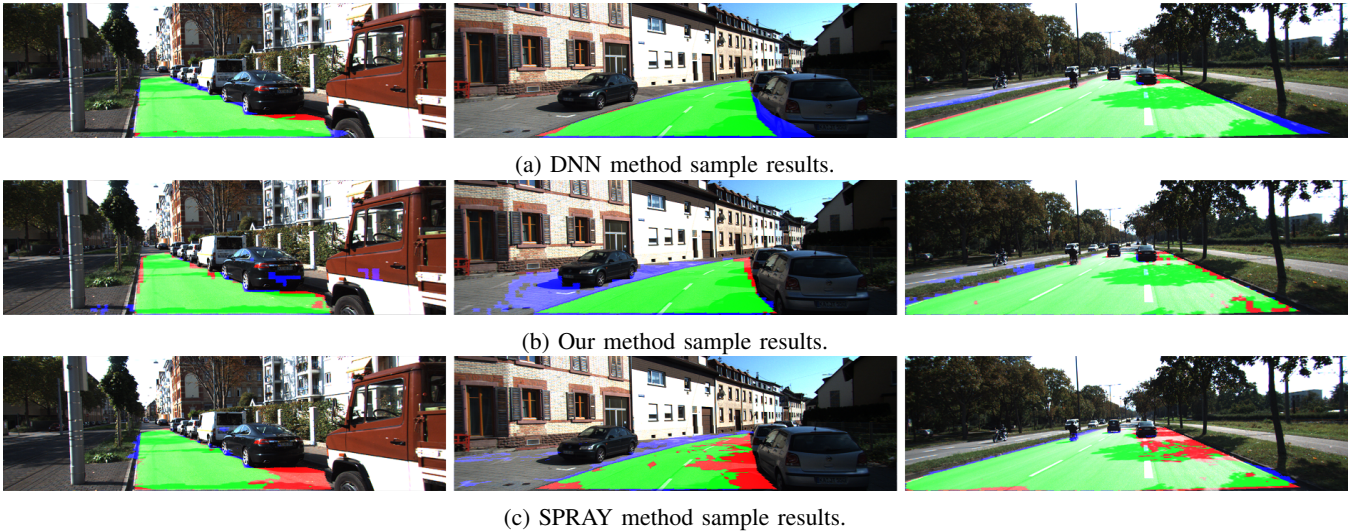 (a) DNN method sample results.
(b) Our method sample results.
(c) SPRAY method sample results.